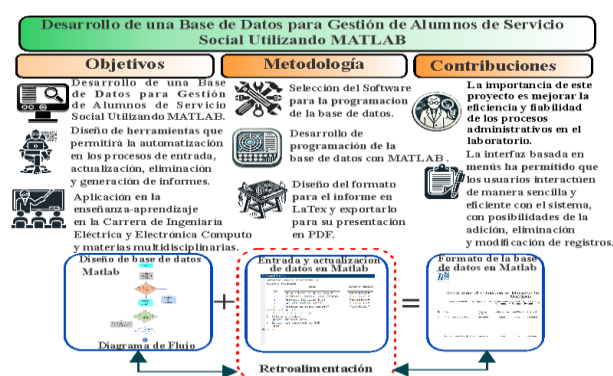 Desarrollo de una Base de Datos para Gestión de Alumnos de Servicio
Social Utilizando MATLAB
Objetivos
Desarrollo de una Base
de Datos para Gestión
de Alumnos de Servicio
Social Utilizando MATLAB.
Diseño de herramientas que
permitirá la automatización
en los procesos de entrada,
actualización, eliminación
y generación de informes.
Aplicación en la
enseñanza-aprendizaje
en la Carrera de Ingeniaría
Eléctrica y Electrónica Computo
y materias multidisciplinarias.
Metodología
Selección del Software
para la programacion
de la base de datos.
Desarrollo de
programación de la
base de datos con MATLAB .
Diseño del formato
para el informe en
LaTex y exportarlo
para su presentación
en PDF.
Contribuciones
La importancia de este
proyecto es mejorar la
eficiencia y fiabilidad
de los procesos
administrativos en el
laboratorio.
La interfaz basada en
menús ha permitido que
los usuarios interactúen
de manera sencilla y
eficiente con el sistema,
con posibilidades de la
adición, eliminación
y modificación de registros.
Diseño de base de datos
Matlab
Diagrama de Flujo
+
Entrada y actualización
de datos en Matlab
=
Formato de la base
de datos en Matlab
Retroalimentación